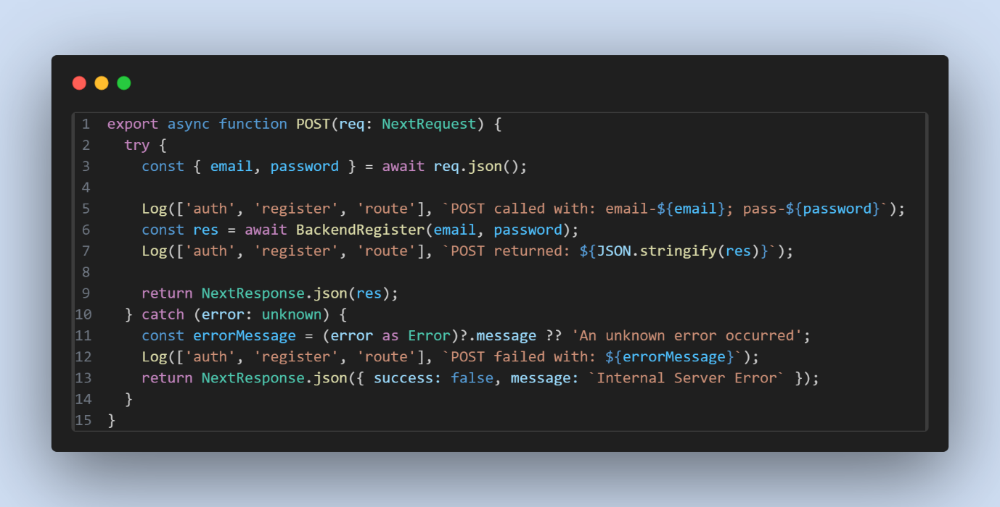 1 export async function POST(req: NextRequest) {
2   try {
3     const { email, password } = await req.json();
4
5     Log(['auth', 'register', 'route'], `POST called with: email-${email}; pass-${password}`);
6     const res = await BackendRegister(email, password);
7     Log(['auth', 'register', 'route'], `POST returned: ${JSON.stringify(res)}`);
8
9     return NextResponse.json(res);
10   } catch (error: unknown) {
11     const errorMessage = (error as Error)?.message ?? 'An unknown error occurred';
12     Log(['auth', 'register', 'route'], `POST failed with: ${errorMessage}`);
13     return NextResponse.json({ success: false, message: `Internal Server Error` });
14   }
15 }